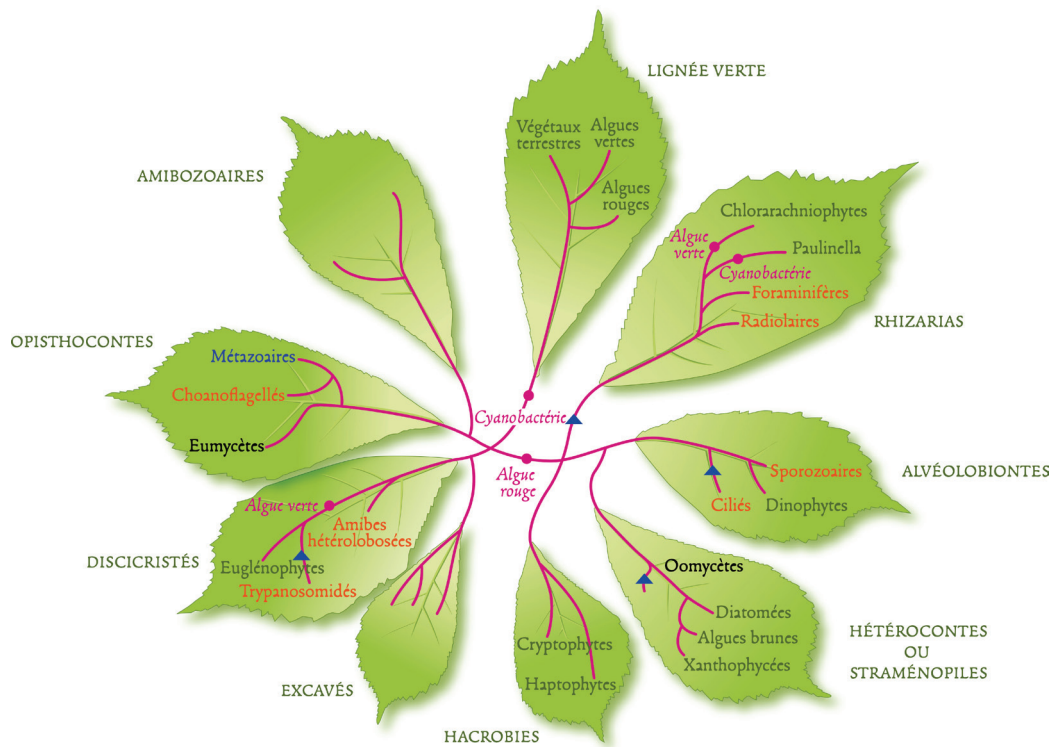 LIGNÉE VERTE
Végétaux
terrestres
Algues
vertes
Algues
rouges
AMIBOZOAIRES
Chlorarachniophytes
Algue
verte
Paulinella
Cyanobactérie
Foraminifères
Radiolaires
RHIZARIAS
OPISTHOCONTES
Métazoaires
Choanoflagellés
Eumycètes
Cyanobactérie
Algue
rouge
Sporozoaires
Ciliés
Dinophytes
ALVÉOLOBIONTES
Algue verte
Amibes
hétérolobosées
Euglénophytes
Trypanosomidés
DISCICRISTÉS
Oomycètes
Diatomées
Algues brunes
Xanthophycées
HÉTÉROCONTES
OU
STRAMÉNOPILES
Cryptophytes
Haptophytes
EXCAVÉS
HACROBIES